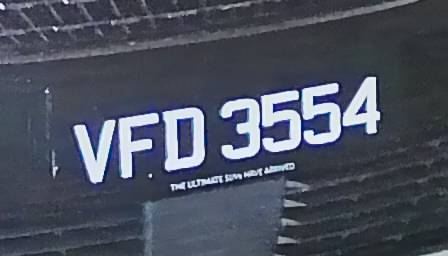 VFD 3554
THE ULTIMATE SUVs HAVE ARRIVED